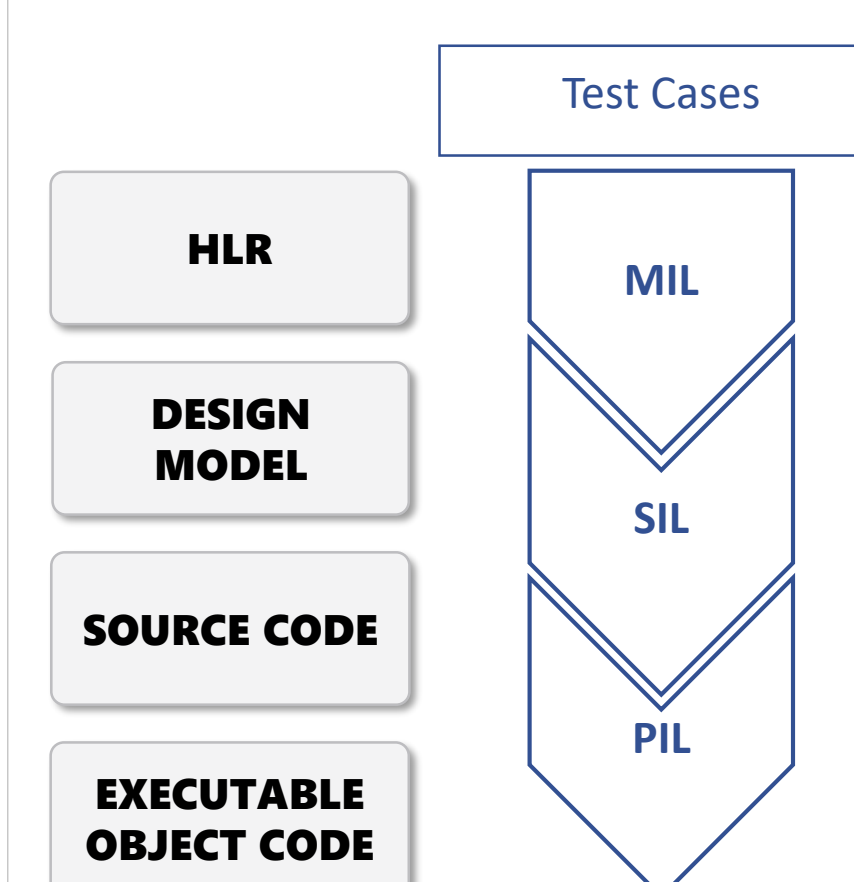 Test Cases
HLR
MIL
DESIGN
MODEL
SIL
SOURCE CODE
PIL
EXECUTABLE
OBJECT CODE